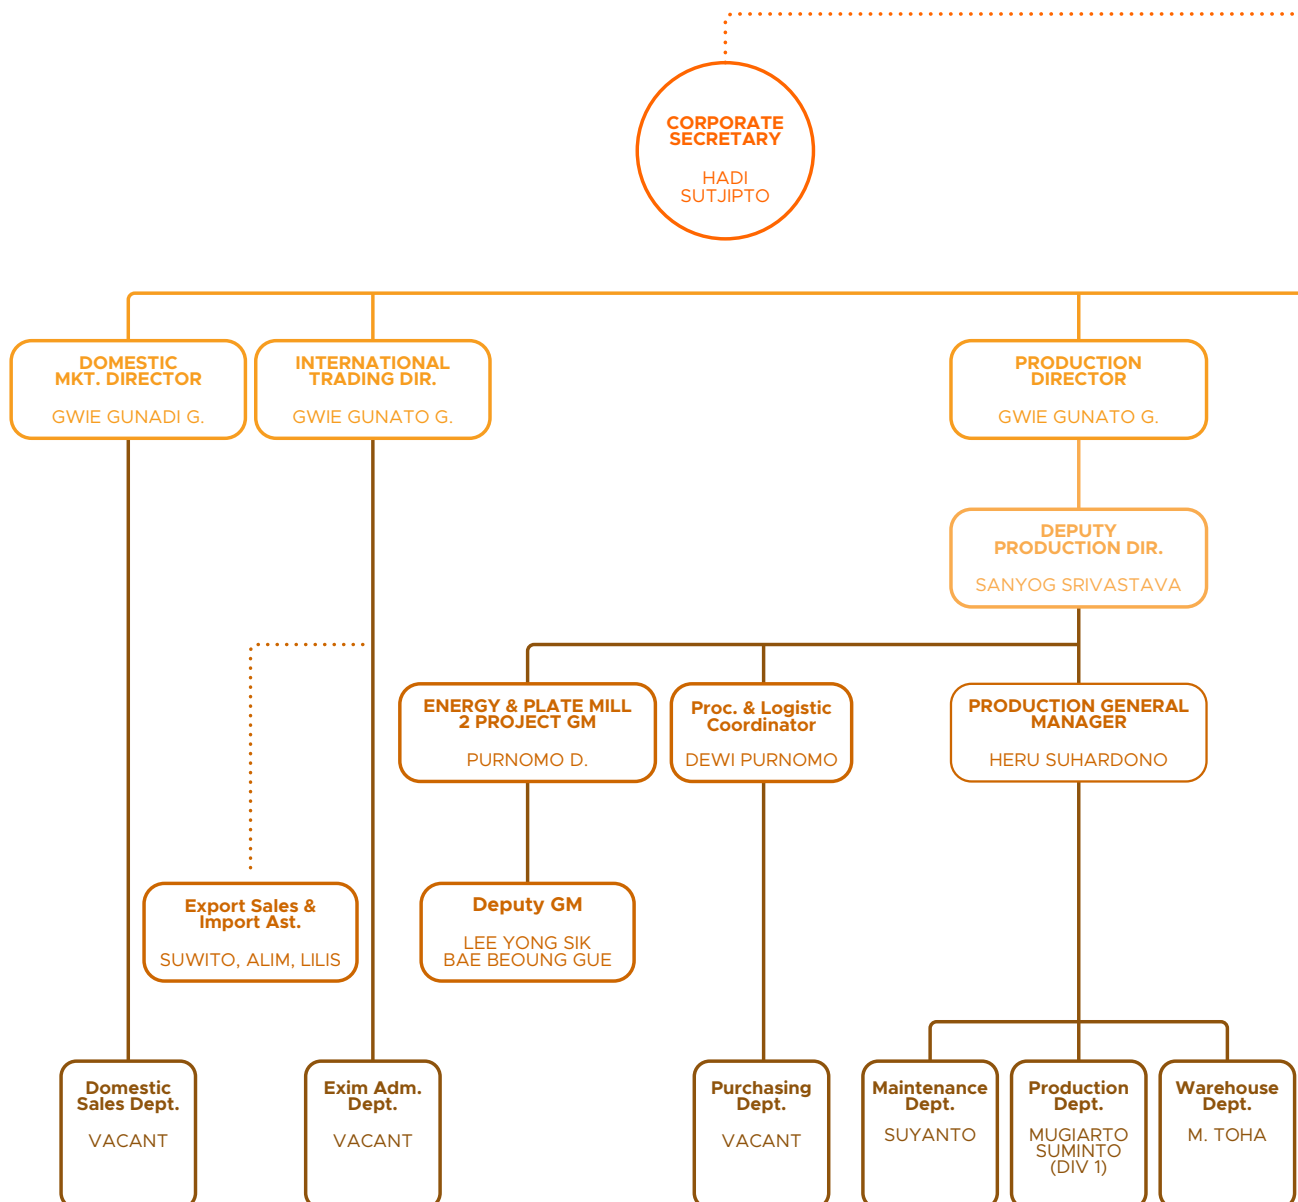 CORPORATE
SECRETARY
HADI
SUTJIPTO
DOMESTIC
MKT. DIRECTOR
GWIE GUNADI G.
INTERNATIONAL
TRADING DIR.
GWIE GUNATO G.
PRODUCTION
DIRECTOR
GWIE GUNATO G.
DEPUTY
PRODUCTION DIR.
SANYOG SRIVASTAVA
ENERGY & PLATE MILL
2 PROJECT GM
PURNOMO D.
Proc. & Logistic
Coordinator
DEWI PURNOMO
PRODUCTION GENERAL
MANAGER
HERU SUHARDONO
Export Sales &
Import Ast.
SUWITO, ALIM, LILIS
Deputy GM
LEE YONG SIK
BAE BEOUNG GUE
Domestic
Sales Dept.
VACANT
Exim Adm.
Dept.
VACANT
Purchasing
Dept.
VACANT
Maintenance
Dept.
SUYANTO
Production
Dept.
MUGIARTO
SUMINTO
(DIV 1)
Warehouse
Dept.
M. TOHA